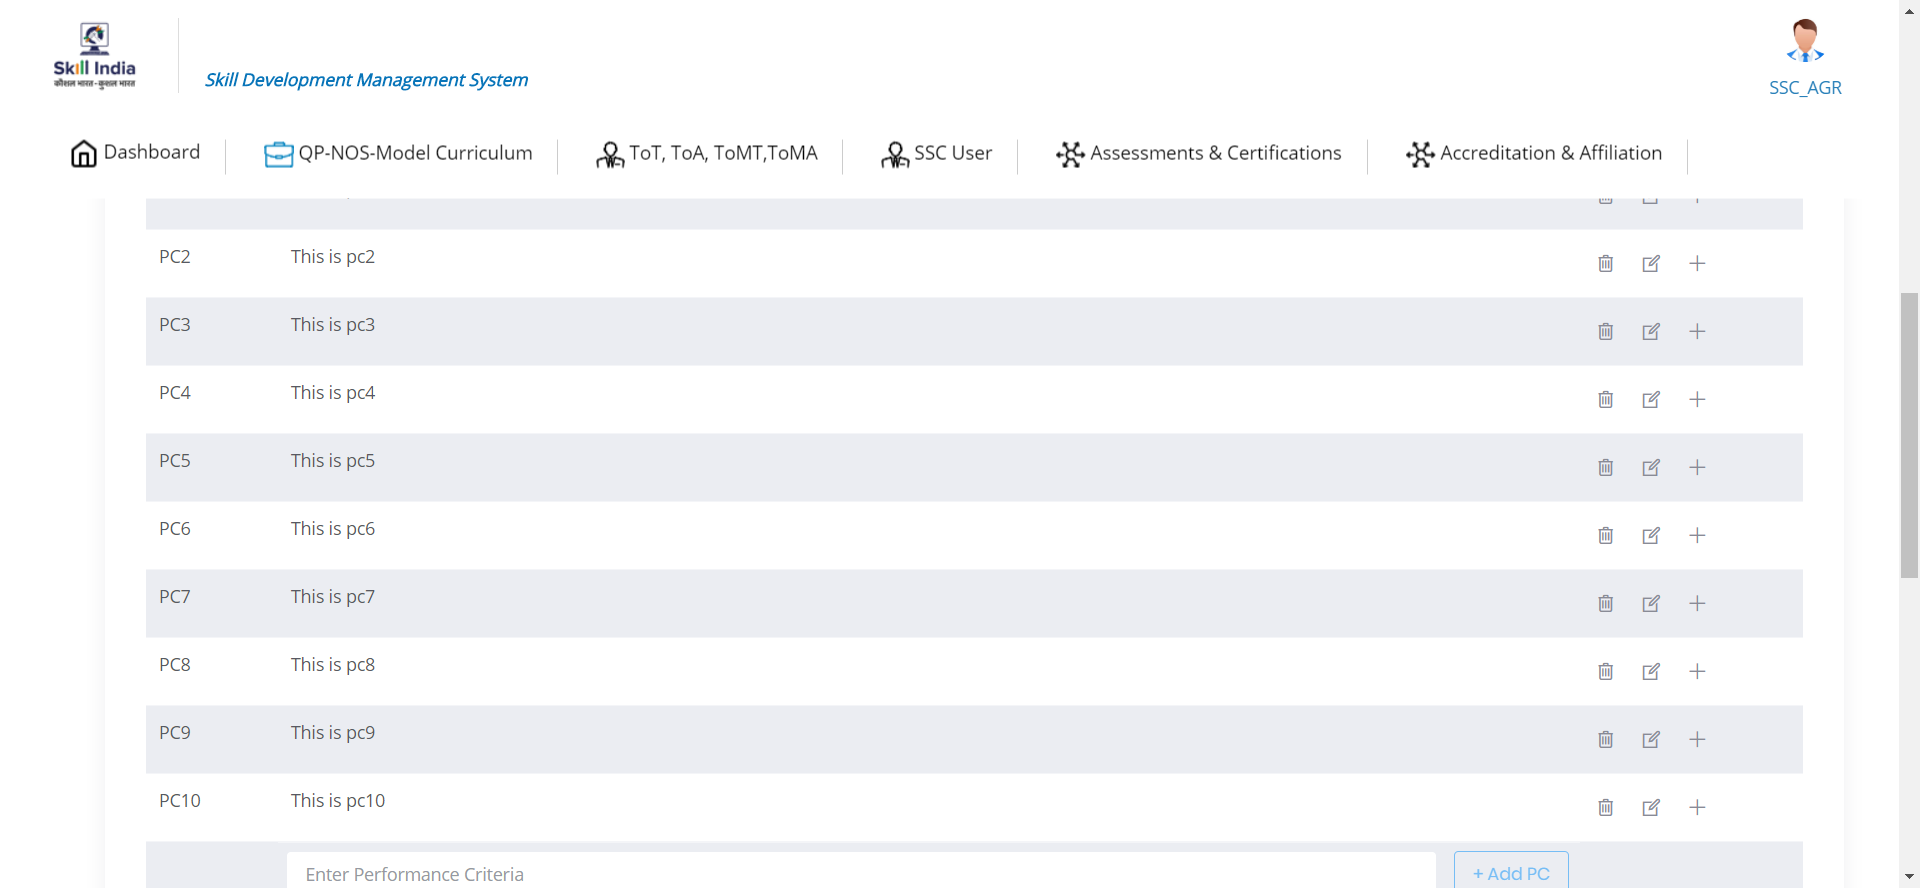 Skill India
कौशल भारत - कुशल भारत
Skill Development Management System
SSC_AGR
Dashboard
QP-NOS-Model Curriculum
ToT, ToA, ToMT,ToMA
SSC User
Assessments & Certifications
Accreditation & Affiliation
PC2 This is pc2
PC3 This is pc3
PC4 This is pc4
PC5 This is pc5
PC6 This is pc6
PC7 This is pc7
PC8 This is pc8
PC9 This is pc9
PC10 This is pc10
Enter Performance Criteria
+ Add PC